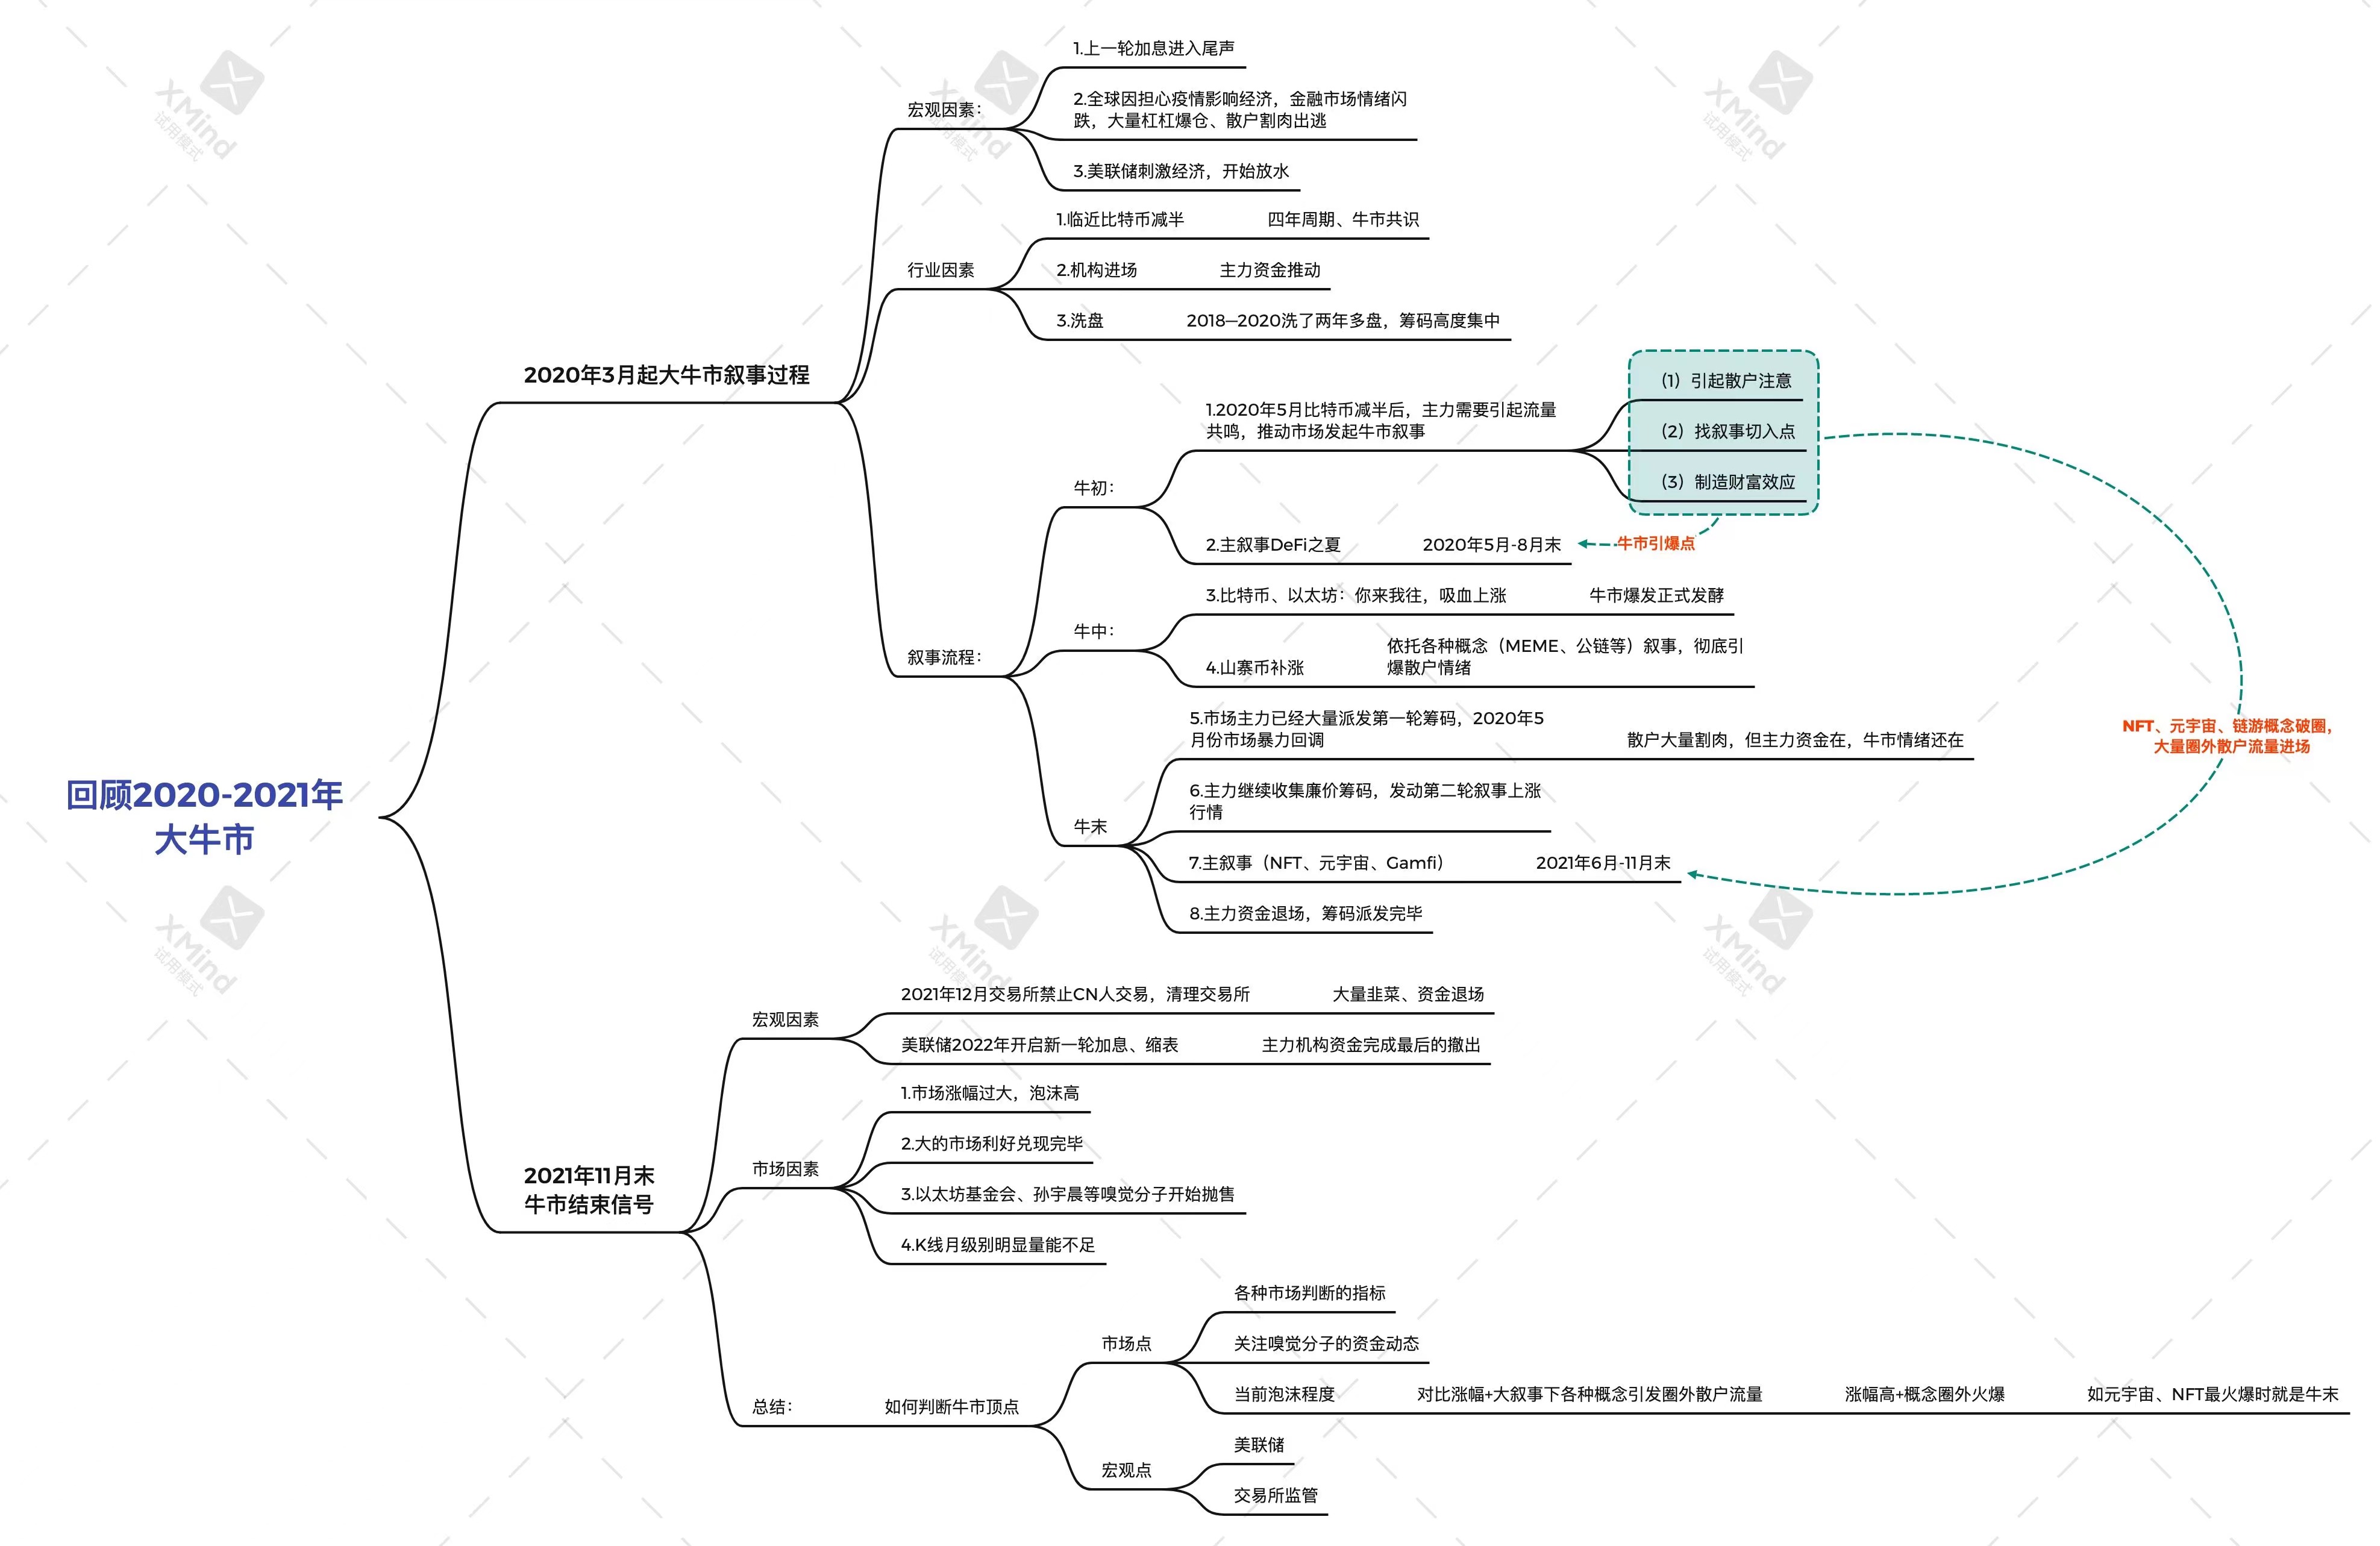 回顾2020-2021年
大牛市
2020年3月起大牛市叙事过程
宏观因素：
1.上一轮加息进入尾声
2.全球因担心疫情影响经济，金融市场情绪闪
跌，大量杠杠爆仓、散户割肉出逃
3.美联储刺激经济，开始放水
行业因素
1.临近比特币减半
四年周期、牛市共识
2.机构进场
主力资金推动
3.洗盘
2018—2020洗了两年多盘，筹码高度集中
叙事流程：
牛初：
1.2020年5月比特币减半后，主力需要引起流量
共鸣，推动市场发起牛市叙事
（1）引起散户注意
（2）找叙事切入点
（3）制造财富效应
2.主叙事DeFi之夏
2020年5月-8月末
牛市引爆点
牛中：
3.比特币、以太坊：你来我往，吸血上涨
牛市爆发正式发酵
4.山寨币补涨
依托各种概念（MEME、公链等）叙事，彻底引
爆散户情绪
牛末
5.市场主力已经大量派发第一轮筹码，2020年5
月份市场暴力回调
散户大量割肉，但主力资金在，牛市情绪还在
6.主力继续收集廉价筹码，发动第二轮叙事上涨
行情
7.主叙事（NFT、元宇宙、Gamfi）
2021年6月-11月末
8.主力资金退场，筹码派发完毕
NFT、元宇宙、链游概念破圈，
大量圈外散户流量进场
2021年11月末
牛市结束信号
宏观因素
2021年12月交易所禁止CN人交易，清理交易所
大量韭菜、资金退场
美联储2022年开启新一轮加息、缩表
主力机构资金完成最后的撤出
市场因素
1.市场涨幅过大，泡沫高
2.大的市场利好兑现完毕
3.以太坊基金会、孙宇晨等嗅觉分子开始抛售
4.K线月级别明显量能不足
总结：
如何判断牛市顶点
市场点
各种市场判断的指标
关注嗅觉分子的资金动态
当前泡沫程度
对比涨幅+大叙事下各种概念引发圈外散户流量
涨幅高+概念圈外火爆
如元宇宙、NFT最火爆时就是牛末
宏观点
美联储
交易所监管
XMind
试用模式
XMind
试用模式
XMind
试用模式
XMind
试用模式
XMind
试用模式
XMind
试用模式